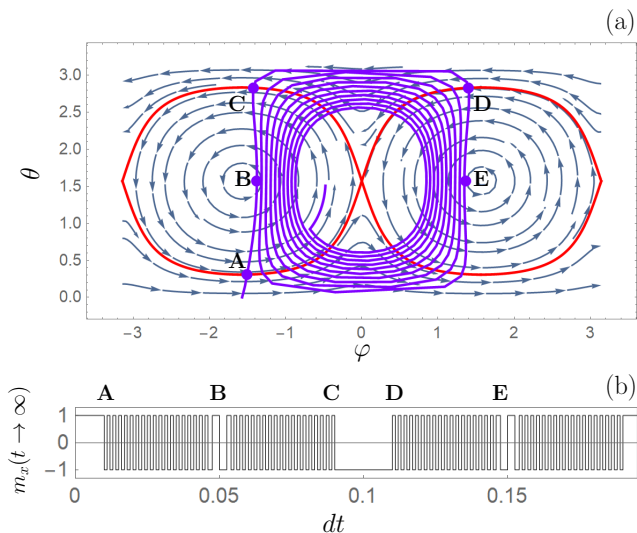 (a)
3.0
2.5
2.0
1.5
1.0
0.5
0.0
θ
C
D
B
E
A
−3 −2 −1 0 1 2 3
φ
A B C D E (b)
1
0
−1
m_x(t → ∞)
0 0.05 0.1 0.15
dt